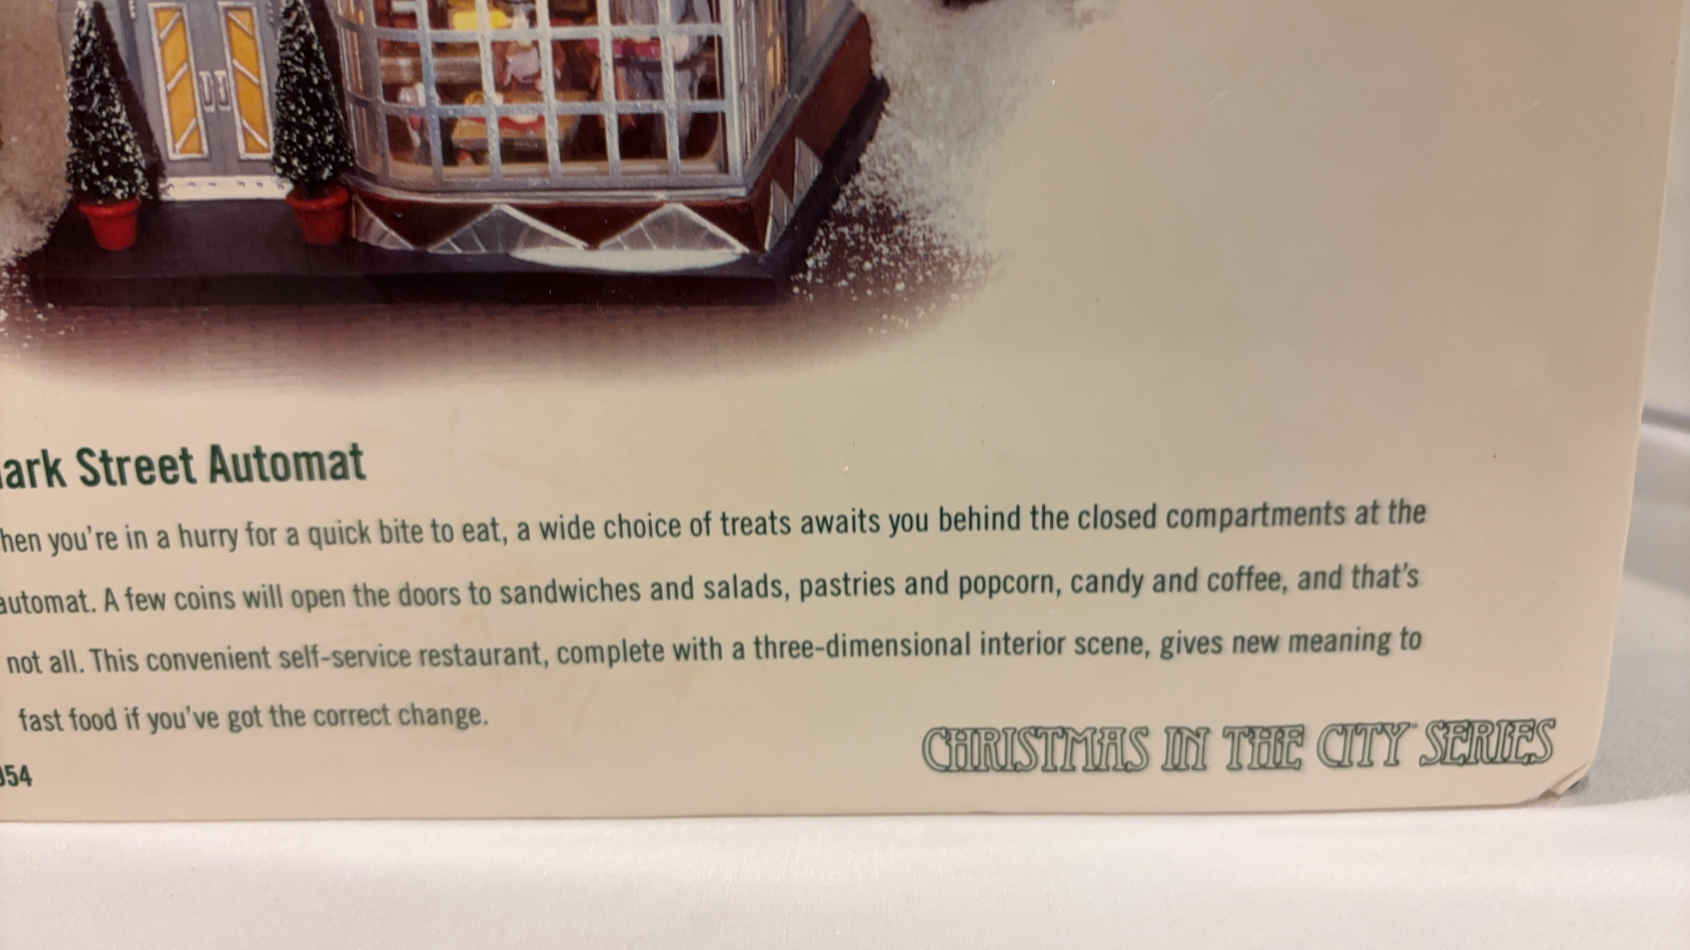 ark Street Automat
hen you're in a hurry for a quick bite to eat, a wide choice of treats awaits you behind the closed compartments at the
automat. A few coins will open the doors to sandwiches and salads, pastries and popcorn, candy and coffee, and that's
not all. This convenient self-service restaurant, complete with a three-dimensional interior scene, gives new meaning to
fast food if you've got the correct change.
54
CHRISTMAS IN THE CITY SERIES